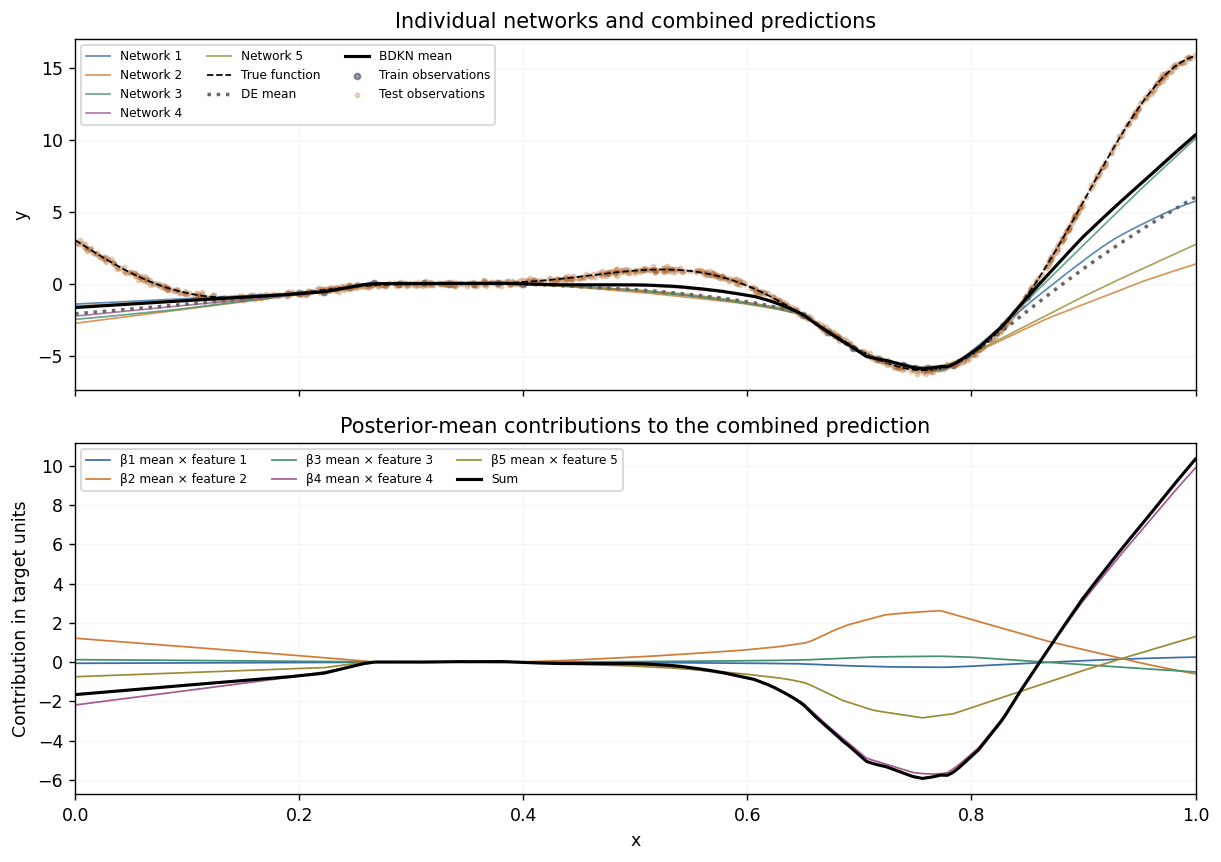 Individual networks and combined predictions
Network 1
Network 2
Network 3
Network 4
Network 5
True function
DE mean
BDKN mean
Train observations
Test observations
15
10
5
0
−5
y
Posterior-mean contributions to the combined prediction
β1 mean × feature 1
β2 mean × feature 2
β3 mean × feature 3
β4 mean × feature 4
β5 mean × feature 5
Sum
10
8
6
4
2
0
−2
−4
−6
Contribution in target units
0.0
0.2
0.4
0.6
0.8
1.0
x